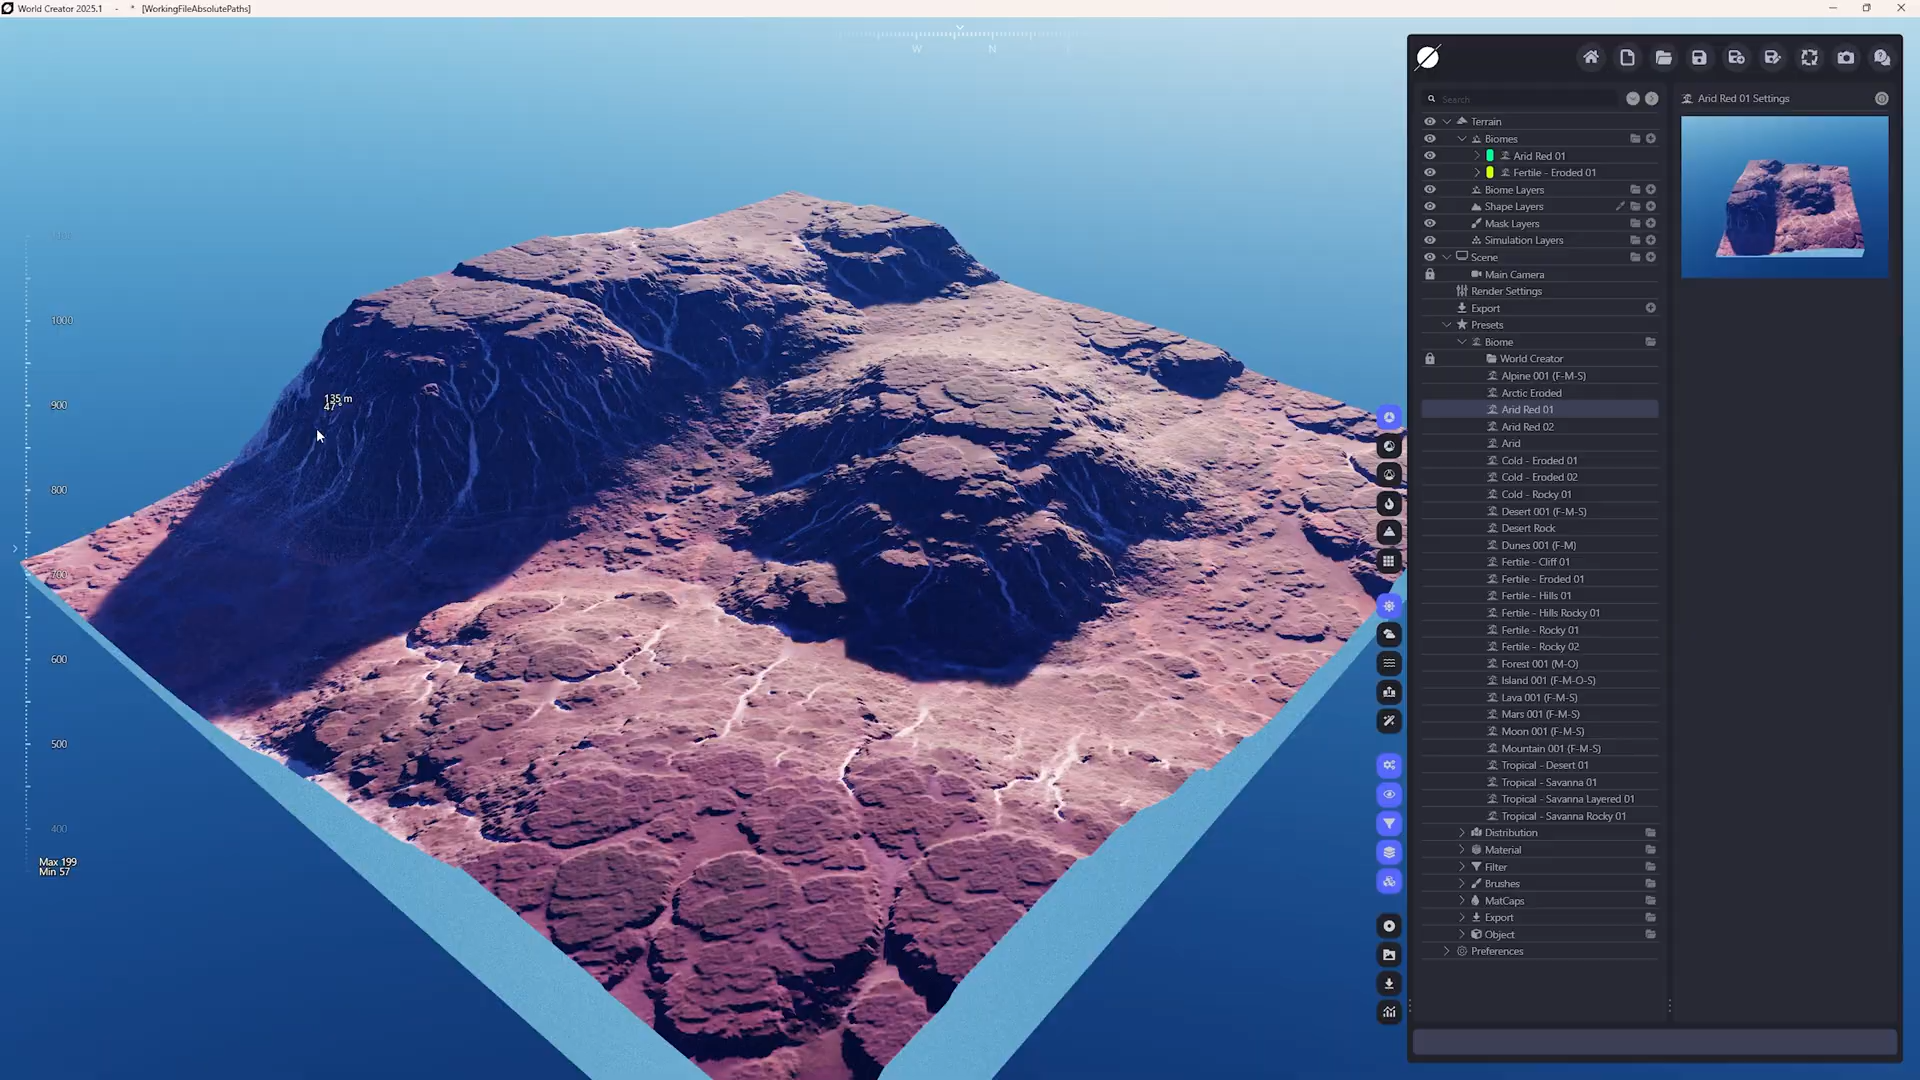 World Creator 2025.1 - * [WorkingFileAbsolutePaths]
W N
1000
900
800
700
600
500
400
135 m
47 °
Max 199
Min 57
Search
Terrain
Biomes
Arid Red 01
Fertile - Eroded 01
Biome Layers
Shape Layers
Mask Layers
Simulation Layers
Scene
Main Camera
Render Settings
Export
Presets
Biome
World Creator
Alpine 001 (F-M-S)
Arctic Eroded
Arid Red 01
Arid Red 02
Arid
Cold - Eroded 01
Cold - Eroded 02
Cold - Rocky 01
Desert 001 (F-M-S)
Desert Rock
Dunes 001 (F-M)
Fertile - Cliff 01
Fertile - Eroded 01
Fertile - Hills 01
Fertile - Hills Rocky 01
Fertile - Rocky 01
Fertile - Rocky 02
Forest 001 (M-O)
Island 001 (F-M-O-S)
Lava 001 (F-M-S)
Mars 001 (F-M-S)
Moon 001 (F-M-S)
Mountain 001 (F-M-S)
Tropical - Desert 01
Tropical - Savanna 01
Tropical - Savanna Layered 01
Tropical - Savanna Rocky 01
Distribution
Material
Filter
Brushes
MatCaps
Export
Object
Preferences
Arid Red 01 Settings